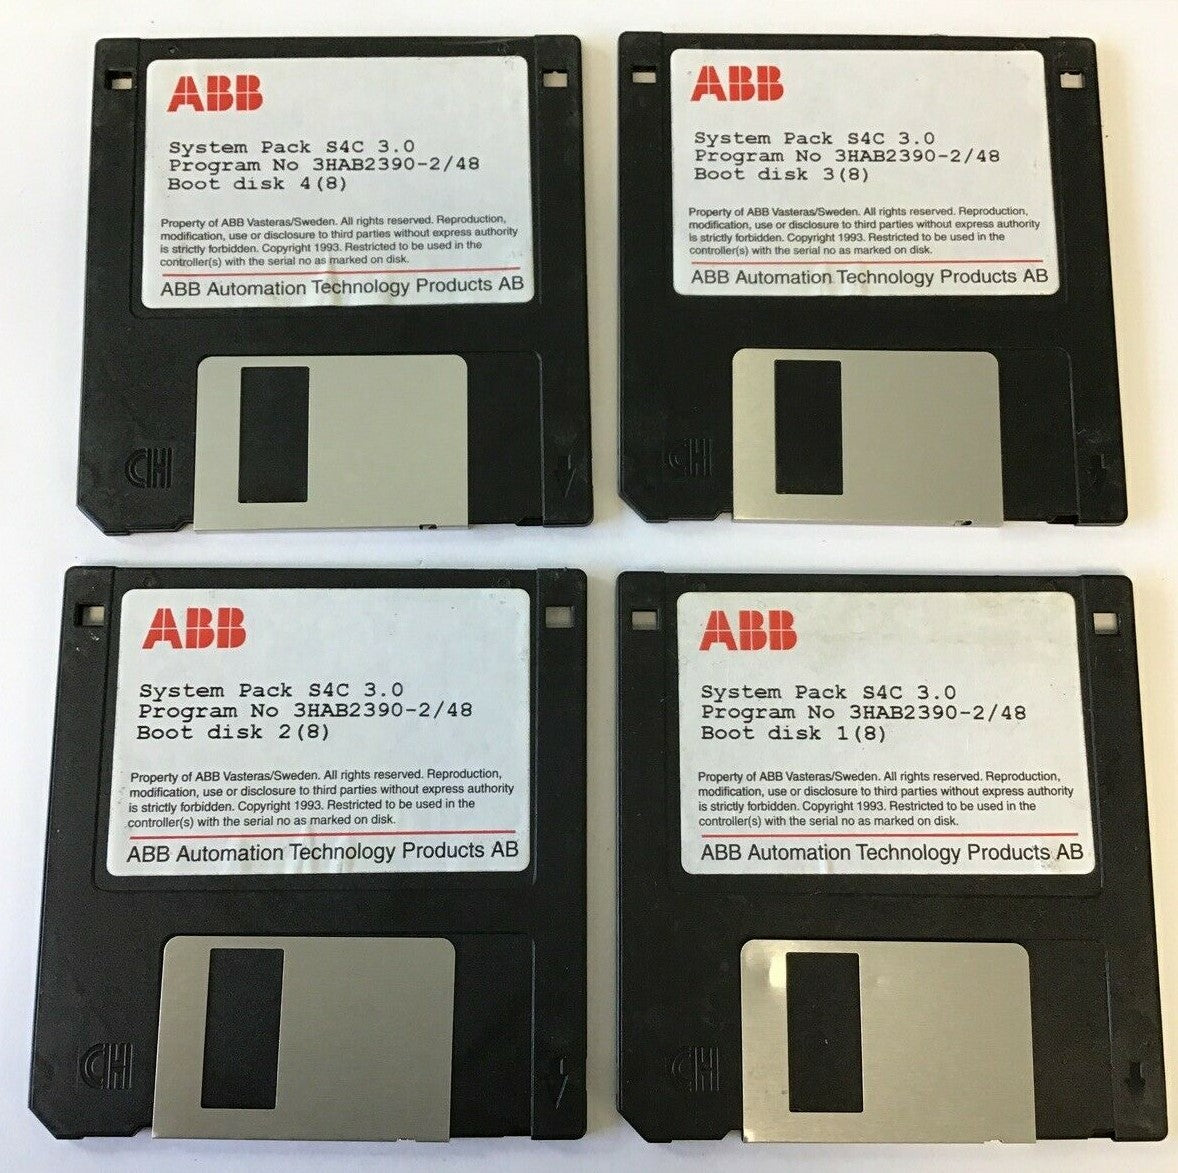 ABB
System Pack S4C 3.0
Program No 3HAB2390-2/48
Boot disk 4(8)
Property of ABB Vasteras/Sweden. All rights reserved. Reproduction,
modification, use or disclosure to third parties without express authority
is strictly forbidden. Copyright 1993. Restricted to be used in the
controller(s) with the serial no as marked on disk.
ABB Automation Technology Products AB
CH
ABB
System Pack S4C 3.0
Program No 3HAB2390-2/48
Boot disk 3(8)
Property of ABB Vasteras/Sweden. All rights reserved. Reproduction,
modification, use or disclosure to third parties without express authority
is strictly forbidden. Copyright 1993. Restricted to be used in the
controller(s) with the serial no as marked on disk.
ABB Automation Technology Products AB
CH
ABB
System Pack S4C 3.0
Program No 3HAB2390-2/48
Boot disk 2(8)
Property of ABB Vasteras/Sweden. All rights reserved. Reproduction,
modification, use or disclosure to third parties without express authority
is strictly forbidden. Copyright 1993. Restricted to be used in the
controller(s) with the serial no as marked on disk.
ABB Automation Technology Products AB
CH
ABB
System Pack S4C 3.0
Program No 3HAB2390-2/48
Boot disk 1(8)
Property of ABB Vasteras/Sweden. All rights reserved. Reproduction,
modification, use or disclosure to third parties without express authority
is strictly forbidden. Copyright 1993. Restricted to be used in the
controller(s) with the serial no as marked on disk.
ABB Automation Technology Products AB
CH